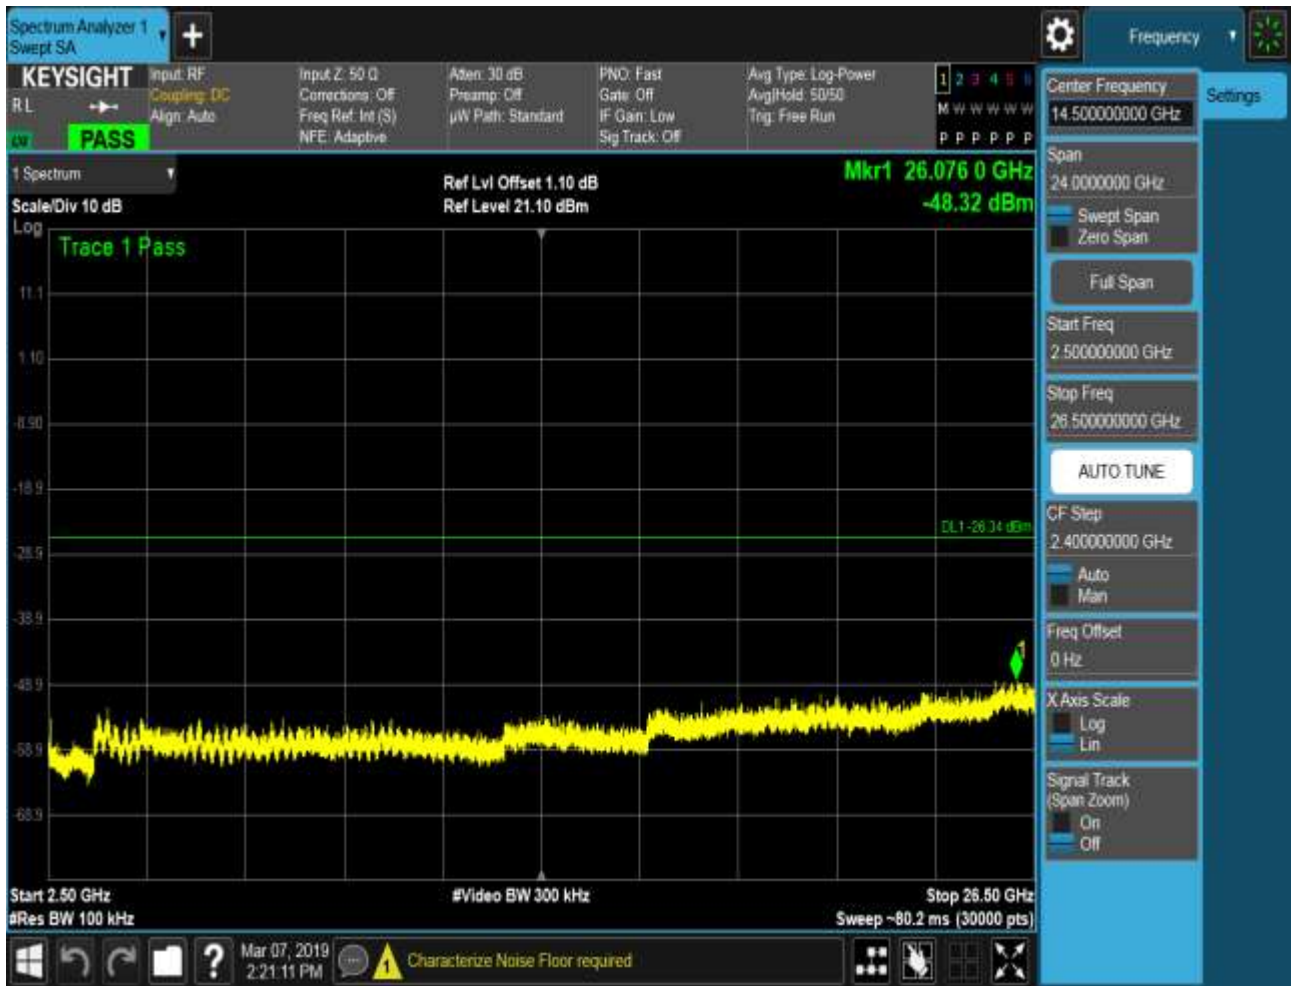 Spectrum Analyzer 1
Swept SA
Frequency
KEYSIGHT
R L
PASS
Input: RF
Coupling: DC
Align: Auto
Input Z: 50 Ω
Corrections: Off
Freq Ref: Int (S)
NFE: Adaptive
Atten: 30 dB
Preamp: Off
µW Path: Standard
PNO: Fast
Gate: Off
IF Gain: Low
Sig Track: Off
Avg Type: Log-Power
Avg|Hold: 50/50
Trig: Free Run
1 2 3 4 5 6
M W W W W W
P P P P P P
Center Frequency
14.500000000 GHz
Settings
Span
24.0000000 GHz
Swept Span
Zero Span
Full Span
Start Freq
2.500000000 GHz
Stop Freq
26.500000000 GHz
AUTO TUNE
CF Step
2.400000000 GHz
Auto
Man
Freq Offset
0 Hz
X Axis Scale
Log
Lin
Signal Track
(Span Zoom)
On
Off
1 Spectrum
Scale/Div 10 dB
Log
Ref Lvl Offset 1.10 dB
Ref Level 21.10 dBm
Mkr1 26.076 0 GHz
-48.32 dBm
Trace 1 Pass
11.1
1.10
-8.90
-18.9
DL1 -26.34 dBm
-28.9
-38.9
1
-48.9
-58.9
-68.9
Start 2.50 GHz
#Video BW 300 kHz
Stop 26.50 GHz
#Res BW 100 kHz
Sweep ~80.2 ms (30000 pts)
?
Mar 07, 2019
2:21:11 PM
1
Characterize Noise Floor required